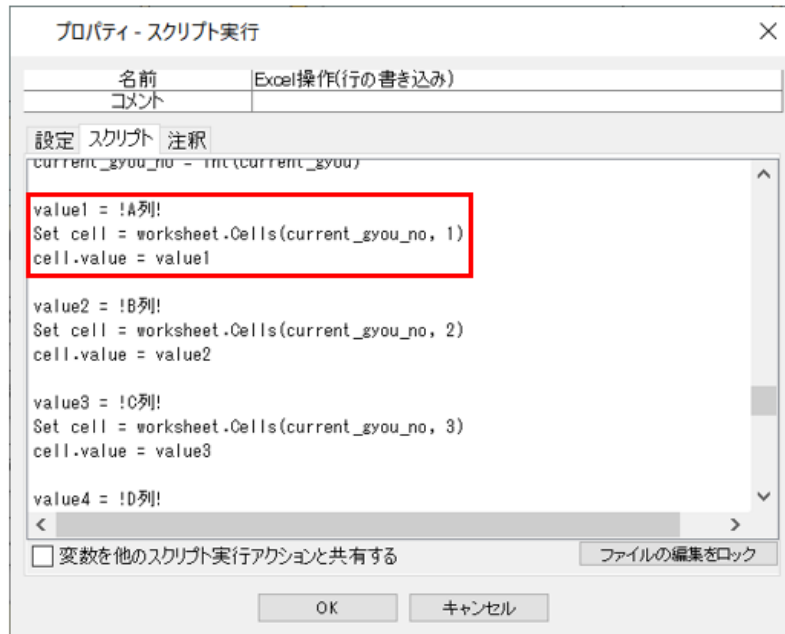 プロパティ - スクリプト実行
名前 Excel操作(行の書き込み)
コメント
設定 スクリプト 注釈
current_gyou_no = Int(current_gyou)
value1 = !A列!
Set cell = worksheet.Cells(current_gyou_no, 1)
cell.value = value1
value2 = !B列!
Set cell = worksheet.Cells(current_gyou_no, 2)
cell.value = value2
value3 = !C列!
Set cell = worksheet.Cells(current_gyou_no, 3)
cell.value = value3
value4 = !D列!
変数を他のスクリプト実行アクションと共有する ファイルの編集をロック
OK キャンセル